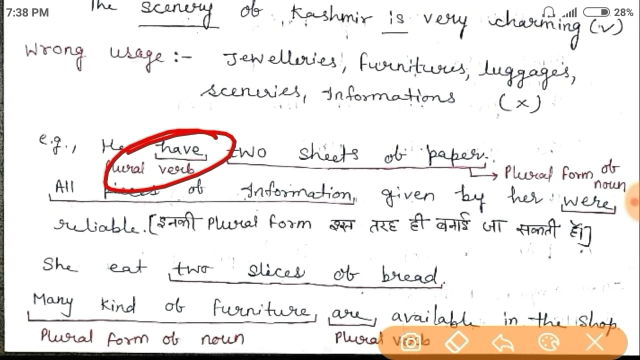 7:38 PM 28%
The scenery of Kashmir is very charming (✓)
Wrong usage :- Jewelleries, furnitures, luggages,
sceneries, Informations (x)
e.g., He have two sheets of paper.
plural verb → Plural form of noun
All pieces of Information given by her were
reliable. [इनकी Plural form इस तरह ही बनाई जा सकती है।]
She eat two slices of bread.
Many kind of furniture are available in the shop
Plural form of noun Plural verb